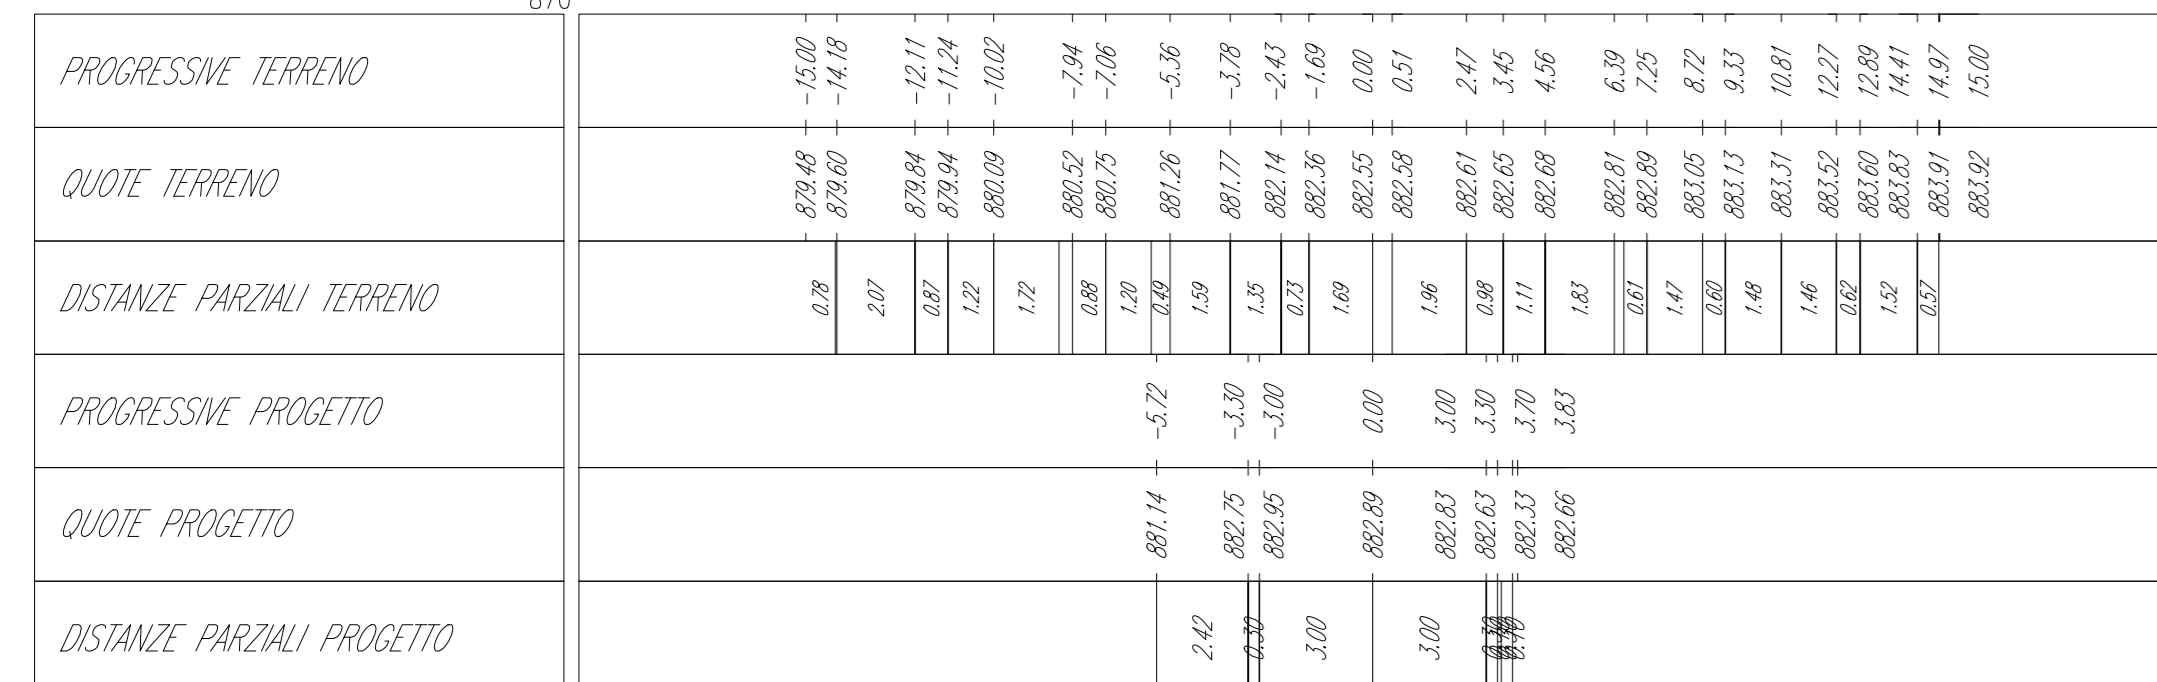 870
PROGRESSIVE TERRENO -15.00 -14.18 -12.11 -11.24 -10.02 -7.94 -7.06 -5.36 -3.78 -2.43 -1.69 0.00 0.51 2.47 3.45 4.56 6.39 7.25 8.72 9.33 10.81 12.27 12.89 14.41 14.97 15.00
QUOTE TERRENO 879.48 879.60 879.84 879.94 880.09 880.52 880.75 881.26 881.77 882.14 882.36 882.55 882.58 882.61 882.65 882.68 882.81 882.89 883.05 883.13 883.31 883.52 883.60 883.83 883.91 883.92
DISTANZE PARZIALI TERRENO 0.78 2.07 0.87 1.22 1.72 0.88 1.20 0.49 1.59 1.35 0.73 1.69 1.96 0.98 1.11 1.83 0.61 1.47 0.60 1.48 1.46 0.62 1.52 0.57
PROGRESSIVE PROGETTO -5.72 -3.30 -3.00 0.00 3.00 3.30 3.70 3.83
QUOTE PROGETTO 881.14 882.75 882.95 882.89 882.83 882.63 882.33 882.66
DISTANZE PARZIALI PROGETTO 2.42 0.30 3.00 3.00